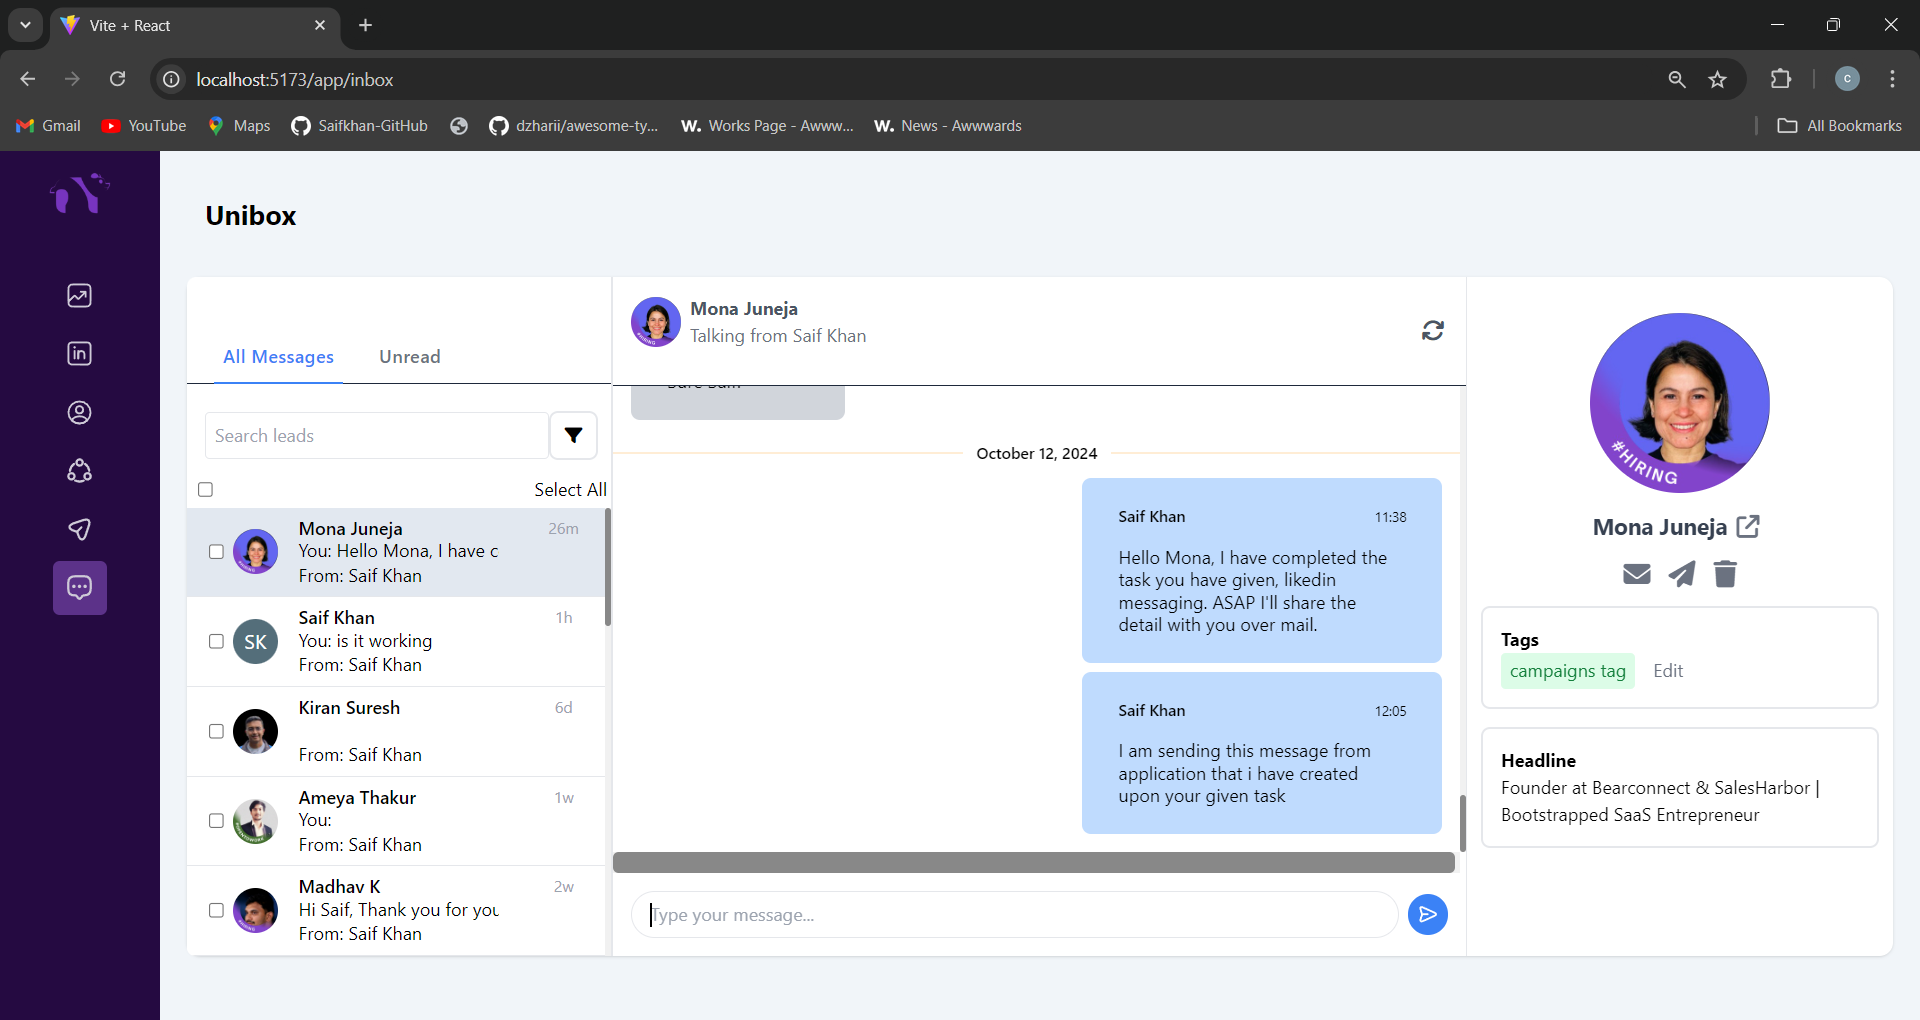 Vite + React
localhost:5173/app/inbox
C
Gmail
YouTube
Maps
Saifkhan-GitHub
dzharii/awesome-ty...
W. Works Page - Awww...
W. News - Awwwards
All Bookmarks
Unibox
All Messages
Unread
Search leads
Select All
Mona Juneja
26m
You: Hello Mona, I have c
From: Saif Khan
SK
Saif Khan
1h
You: is it working
From: Saif Khan
Kiran Suresh
6d
From: Saif Khan
Ameya Thakur
1w
You:
From: Saif Khan
Madhav K
2w
Hi Saif, Thank you for you
From: Saif Khan
Mona Juneja
Talking from Saif Khan
October 12, 2024
Saif Khan
11:38
Hello Mona, I have completed the
task you have given, likedin
messaging. ASAP I'll share the
detail with you over mail.
Saif Khan
12:05
I am sending this message from
application that i have created
upon your given task
Type your message...
#HIRING
Mona Juneja
Tags
campaigns tag
Edit
Headline
Founder at Bearconnect & SalesHarbor |
Bootstrapped SaaS Entrepreneur